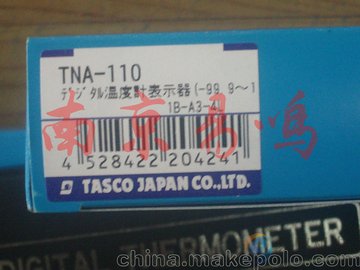 TNA-110
デジタル温度計表示器(-99.9～1
1B-A3-4L
南京易鸣
4 528422 204241
TASCO JAPAN CO.,LTD.
DIGITAL THERMOMETER
china.makepolo.com